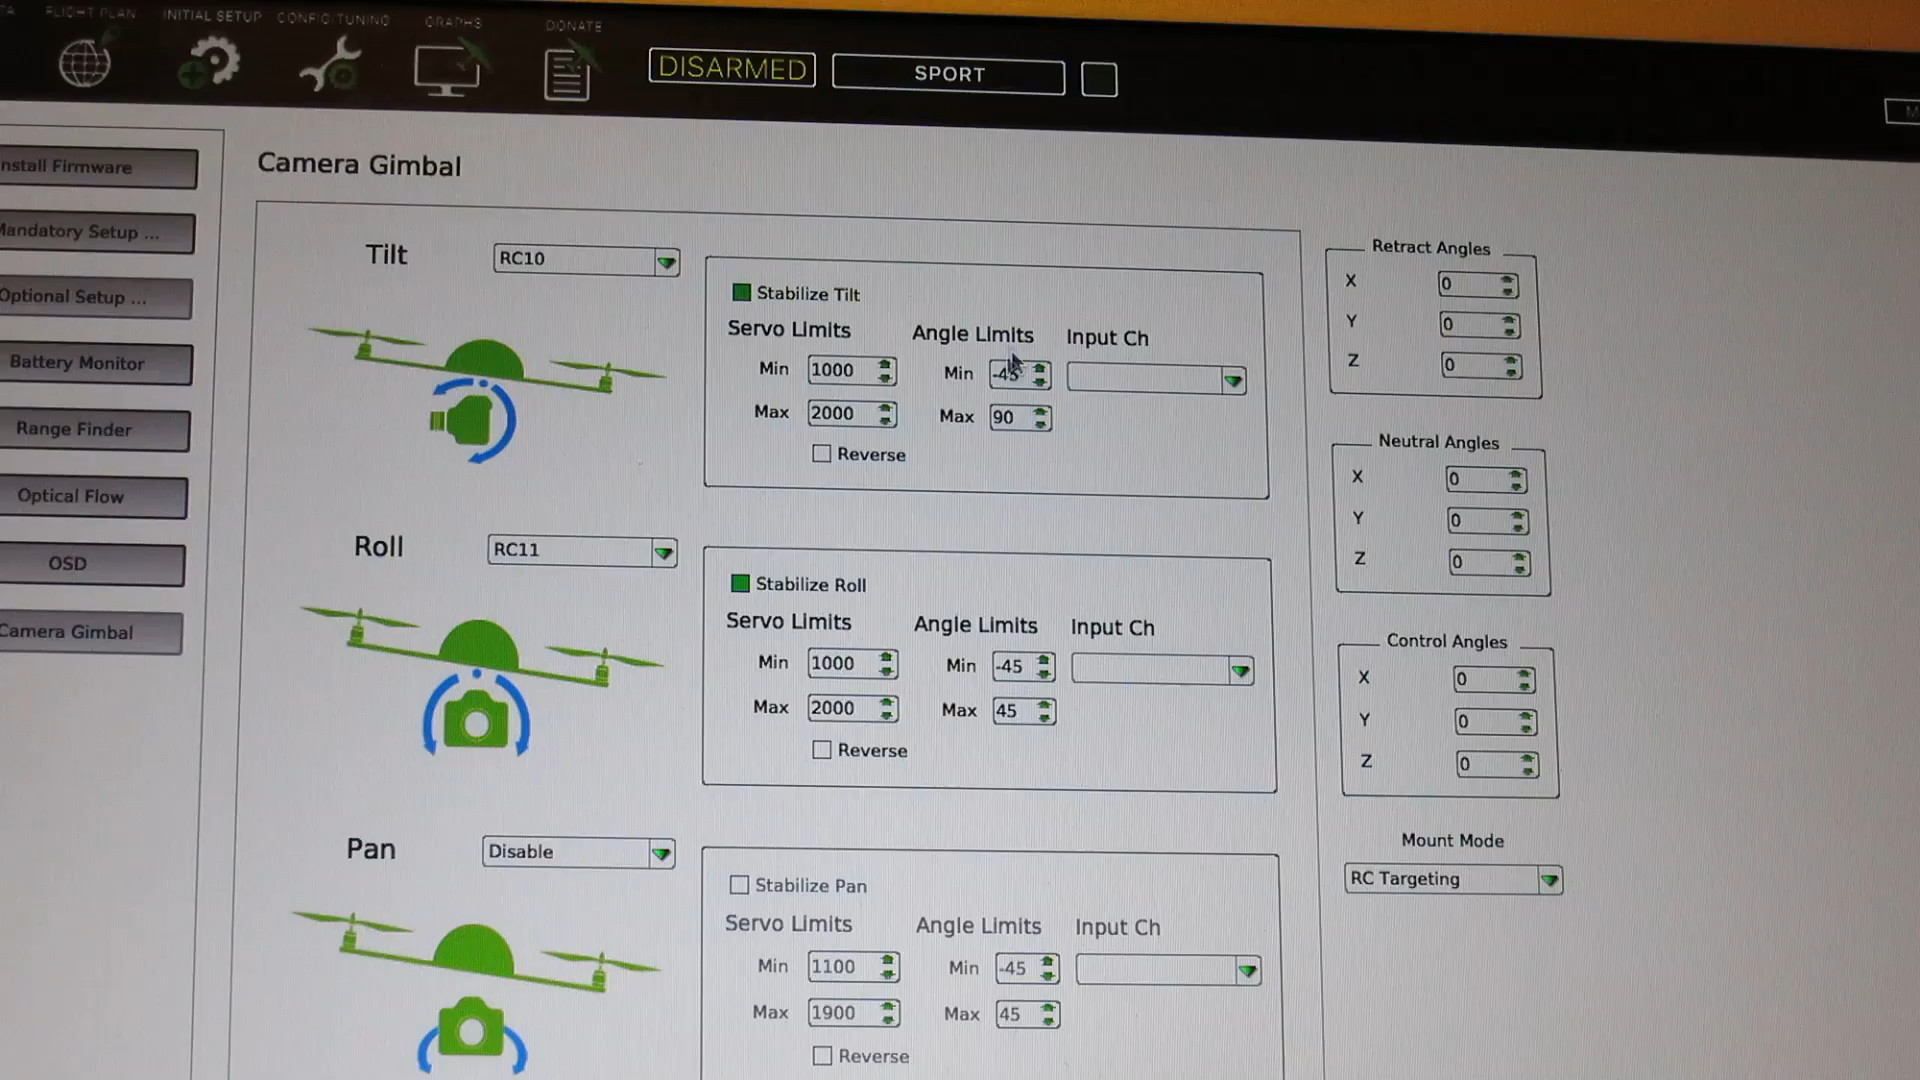 FLIGHT PLAN INITIAL SETUP CONFIG/TUNING GRAPHS DONATE
DISARMED SPORT
Install Firmware
Mandatory Setup ...
Optional Setup ...
Battery Monitor
Range Finder
Optical Flow
OSD
Camera Gimbal
Camera Gimbal
Tilt RC10
Stabilize Tilt
Servo Limits Angle Limits Input Ch
Min 1000 Min -45
Max 2000 Max 90
Reverse
Roll RC11
Stabilize Roll
Servo Limits Angle Limits Input Ch
Min 1000 Min -45
Max 2000 Max 45
Reverse
Pan Disable
Stabilize Pan
Servo Limits Angle Limits Input Ch
Min 1100 Min -45
Max 1900 Max 45
Reverse
Retract Angles
X 0
Y 0
Z 0
Neutral Angles
X 0
Y 0
Z 0
Control Angles
X 0
Y 0
Z 0
Mount Mode
RC Targeting